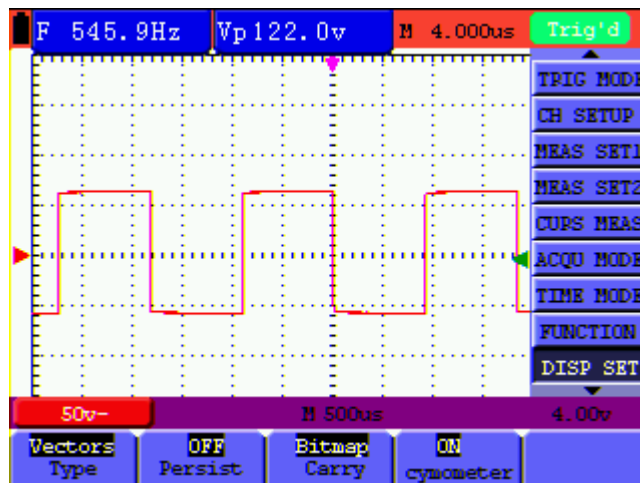 F 545.9Hz
Vp122.0v
M 4.000us
Trig'd
TRIG MODE
CH SETUP
MEAS SET1
MEAS SET2
CUPS MEAS
ACQU MODE
TIME MODE
FUNCTION
DISP SET
50v-
M 500us
4.00v
Vectors
Type
OFF
Persist
Bitmap
Carry
ON
cymometer